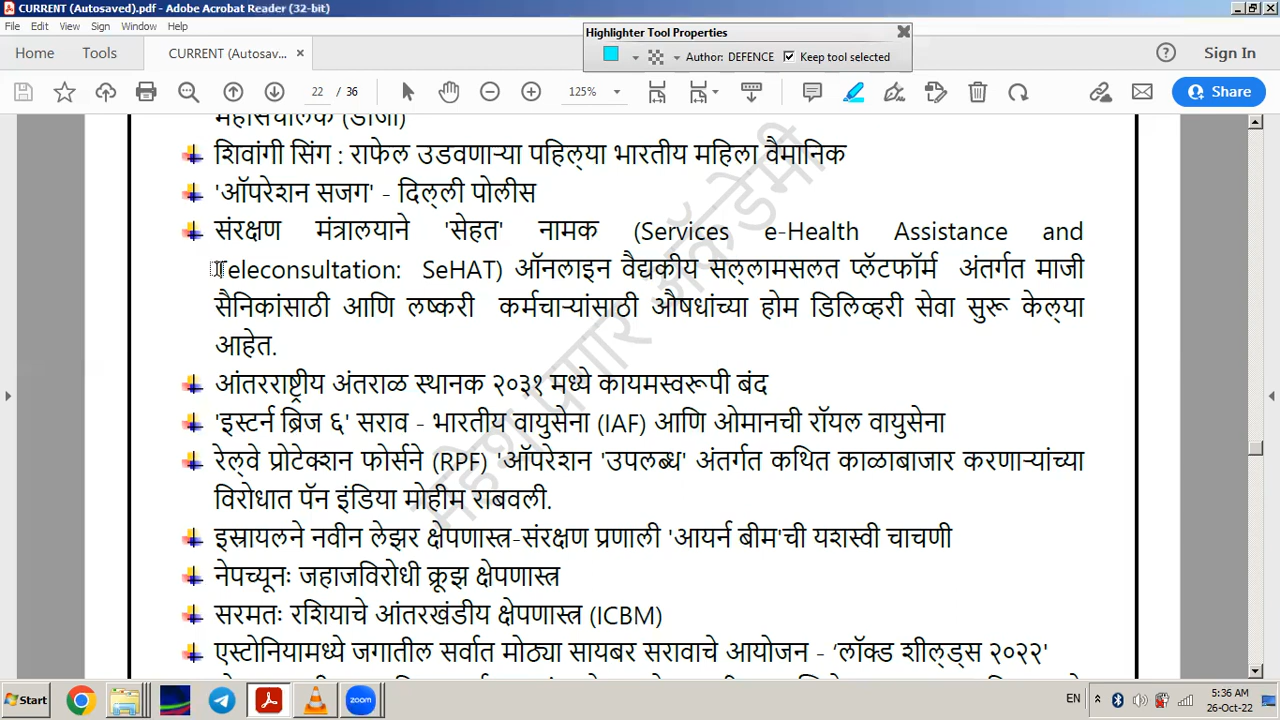 CURRENT (Autosaved).pdf - Adobe Acrobat Reader (32-bit)
File Edit View Sign Window Help
Highlighter Tool Properties
Author: DEFENCE Keep tool selected
Home Tools CURRENT (Autosav... × Sign In
22 / 36 125% Share
महासंचालक (डीजी)
शिवांगी सिंग : राफेल उडवणाऱ्या पहिल्या भारतीय महिला वैमानिक
'ऑपरेशन सजग' - दिल्ली पोलीस
संरक्षण मंत्रालयाने 'सेहत' नामक (Services e-Health Assistance and
Teleconsultation: SeHAT) ऑनलाइन वैद्यकीय सल्लामसलत प्लॅटफॉर्म अंतर्गत माजी
सैनिकांसाठी आणि लष्करी कर्मचाऱ्यांसाठी औषधांच्या होम डिलिव्हरी सेवा सुरू केल्या
आहेत.
आंतरराष्ट्रीय अंतराळ स्थानक २०३१ मध्ये कायमस्वरूपी बंद
'इस्टर्न ब्रिज ६' सराव - भारतीय वायुसेना (IAF) आणि ओमानची रॉयल वायुसेना
रेल्वे प्रोटेक्शन फोर्सने (RPF) 'ऑपरेशन 'उपलब्ध' अंतर्गत कथित काळाबाजार करणाऱ्यांच्या
विरोधात पॅन इंडिया मोहीम राबवली.
इस्रायलने नवीन लेझर क्षेपणास्त्र-संरक्षण प्रणाली 'आयर्न बीम'ची यशस्वी चाचणी
नेपच्यूनः जहाजविरोधी क्रूझ क्षेपणास्त्र
सरमतः रशियाचे आंतरखंडीय क्षेपणास्त्र (ICBM)
एस्टोनियामध्ये जगातील सर्वात मोठ्या सायबर सरावाचे आयोजन - ‘लॉक्ड शील्ड्स २०२२'
महेश पगार अकॅडेमी
Start zoom EN 5:36 AM
26-Oct-22